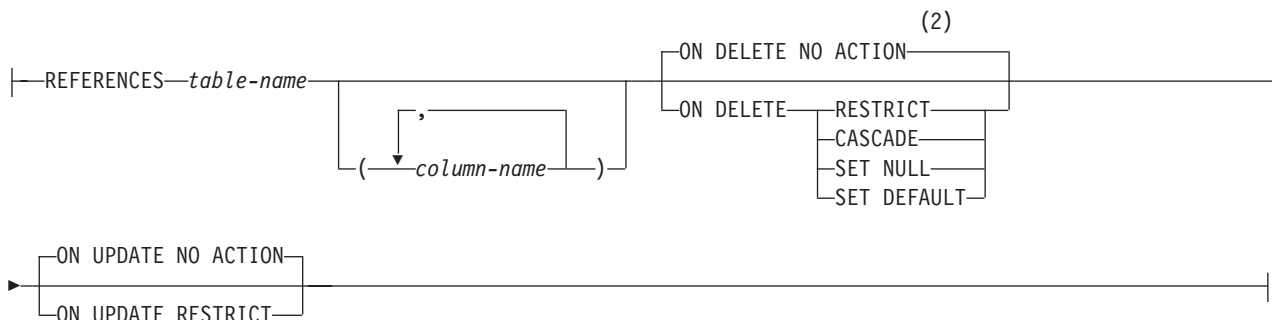 (2)
ON DELETE NO ACTION
REFERENCES table-name
ON DELETE RESTRICT
,
CASCADE
( column-name )
SET NULL
SET DEFAULT
ON UPDATE NO ACTION
ON UPDATE RESTRICT